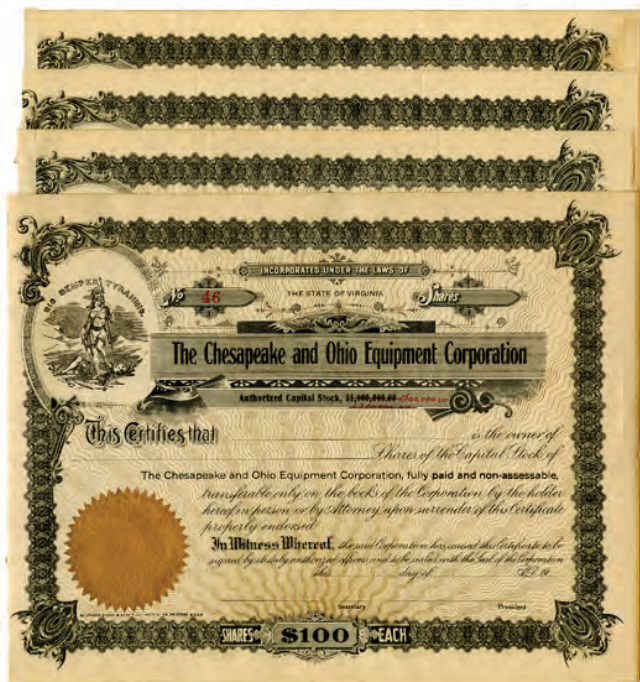 SIC SEMPER TYRANNIS
INCORPORATED UNDER THE LAWS OF
No 46
THE STATE OF VIRGINIA
Shares
The Chesapeake and Ohio Equipment Corporation
Authorized Capital Stock,
This Certifies that
is the owner of
Shares of the Capital Stock of
The Chesapeake and Ohio Equipment Corporation, fully paid and non-assessable,
transferable only on the books of the Corporation by the holder
hereof in person or by Attorney upon surrender of this Certificate
properly endorsed
In Witness Whereof, the said Corporation has caused this Certificate to be
signed by its duly authorized officers and to be sealed with the Seal of the Corporation
this day of A.D. 19
Secretary President
SHARES $100 EACH